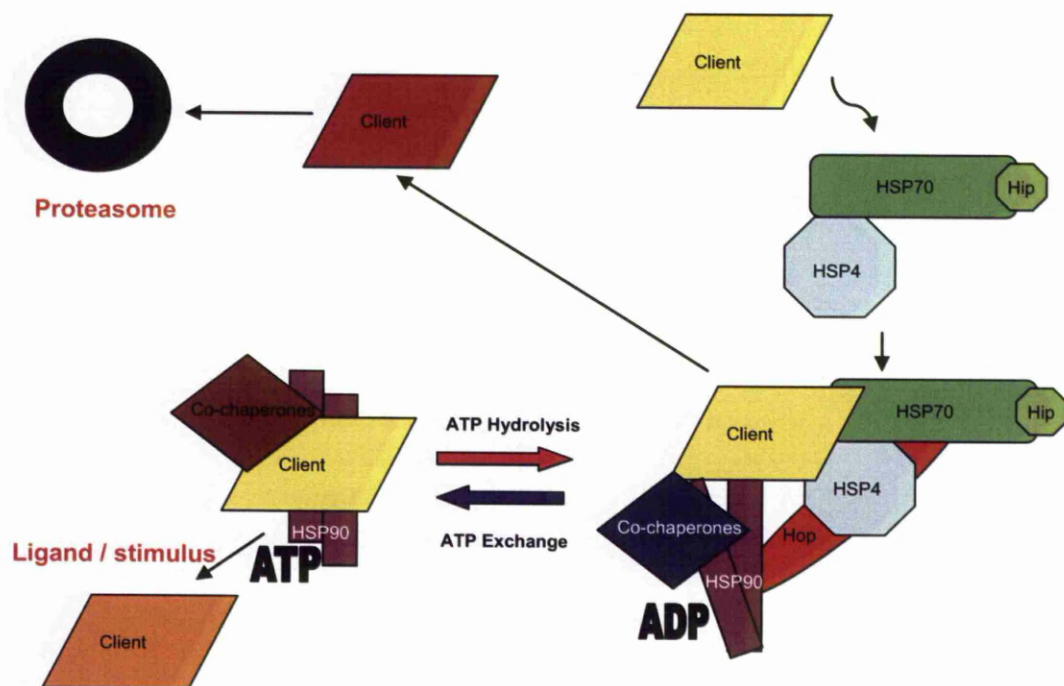 Client
Client
HSP70
Hip
Proteasome
HSP4
Co-chaperones
ATP Hydrolysis
Client
HSP70
Hip
Client
HSP4
HSP90
Co-chaperones
ATP Exchange
Hop
Ligand / stimulus
ATP
HSP90
ADP
Client